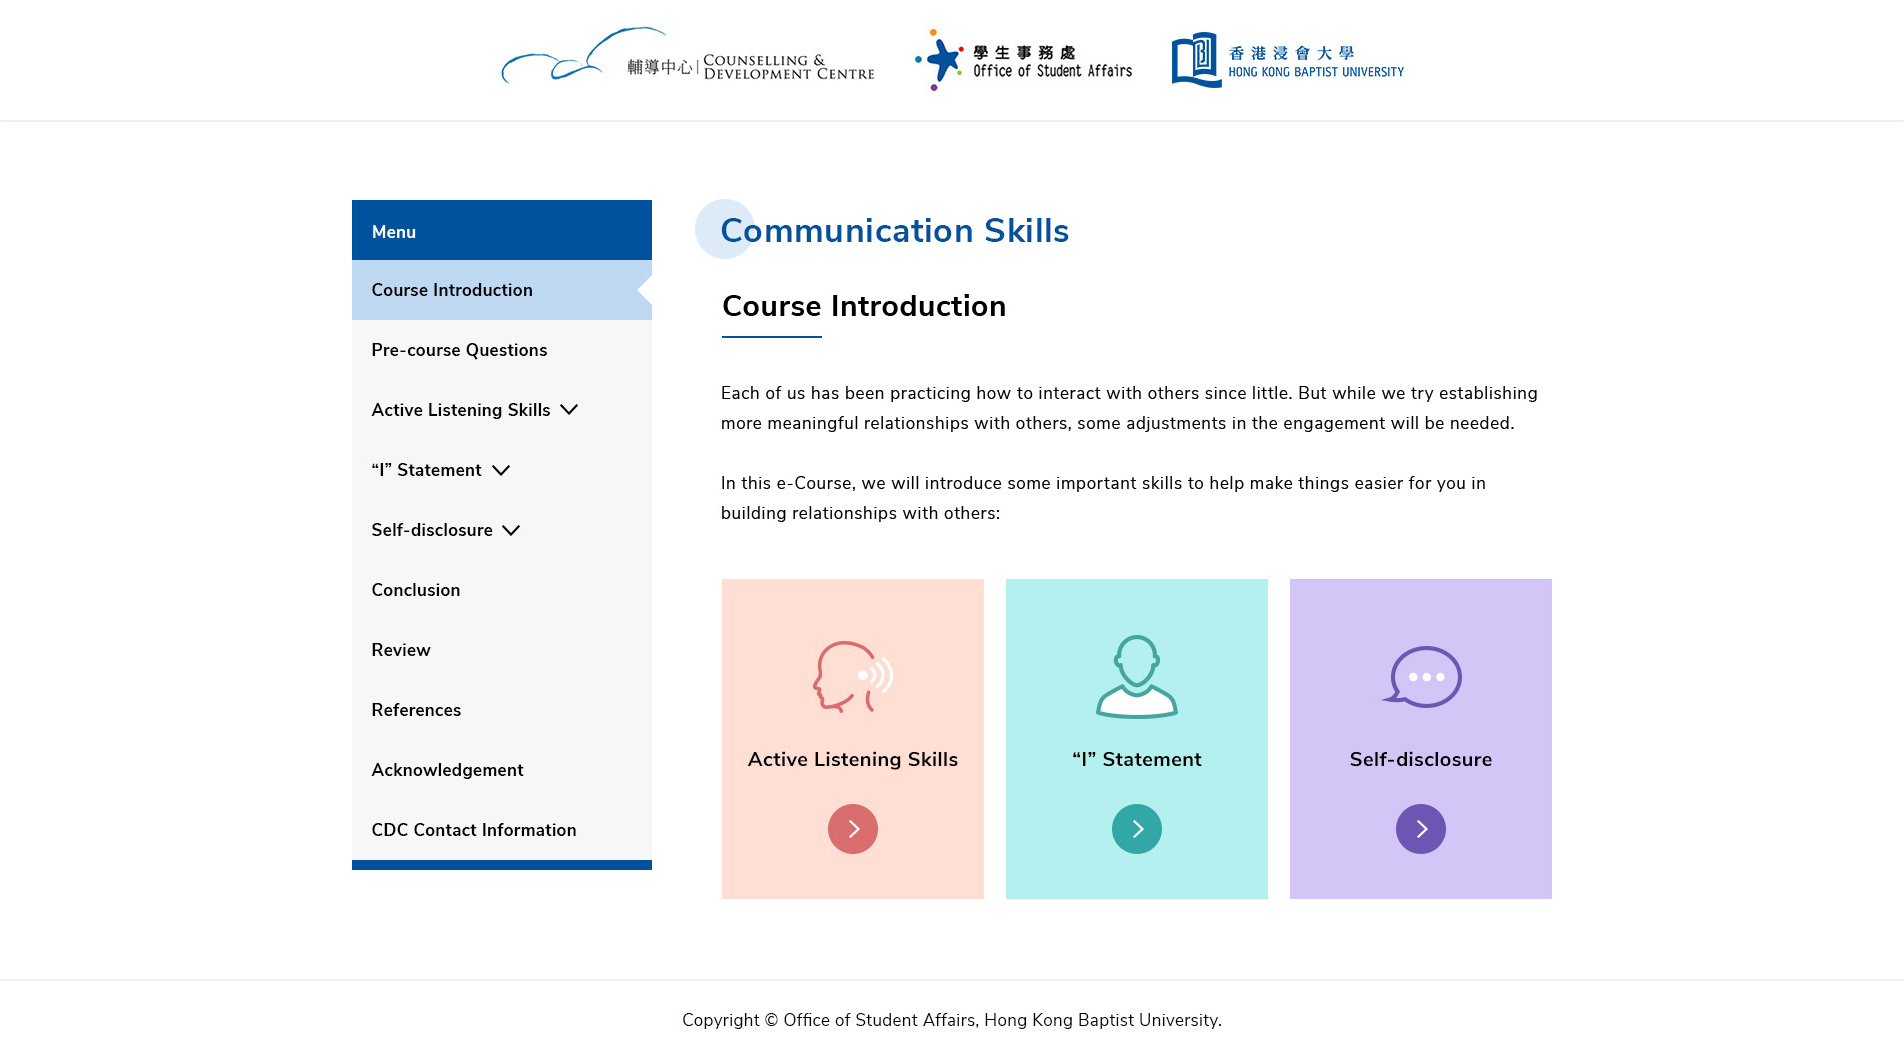 輔導中心 | COUNSELLING &
DEVELOPMENT CENTRE
學生事務處
Office of Student Affairs
香港浸會大學
HONG KONG BAPTIST UNIVERSITY
Menu
Course Introduction
Pre-course Questions
Active Listening Skills
“I” Statement
Self-disclosure
Conclusion
Review
References
Acknowledgement
CDC Contact Information
Communication Skills
Course Introduction
Each of us has been practicing how to interact with others since little. But while we try establishing
more meaningful relationships with others, some adjustments in the engagement will be needed.
In this e-Course, we will introduce some important skills to help make things easier for you in
building relationships with others:
Active Listening Skills
“I” Statement
Self-disclosure
Copyright © Office of Student Affairs, Hong Kong Baptist University.